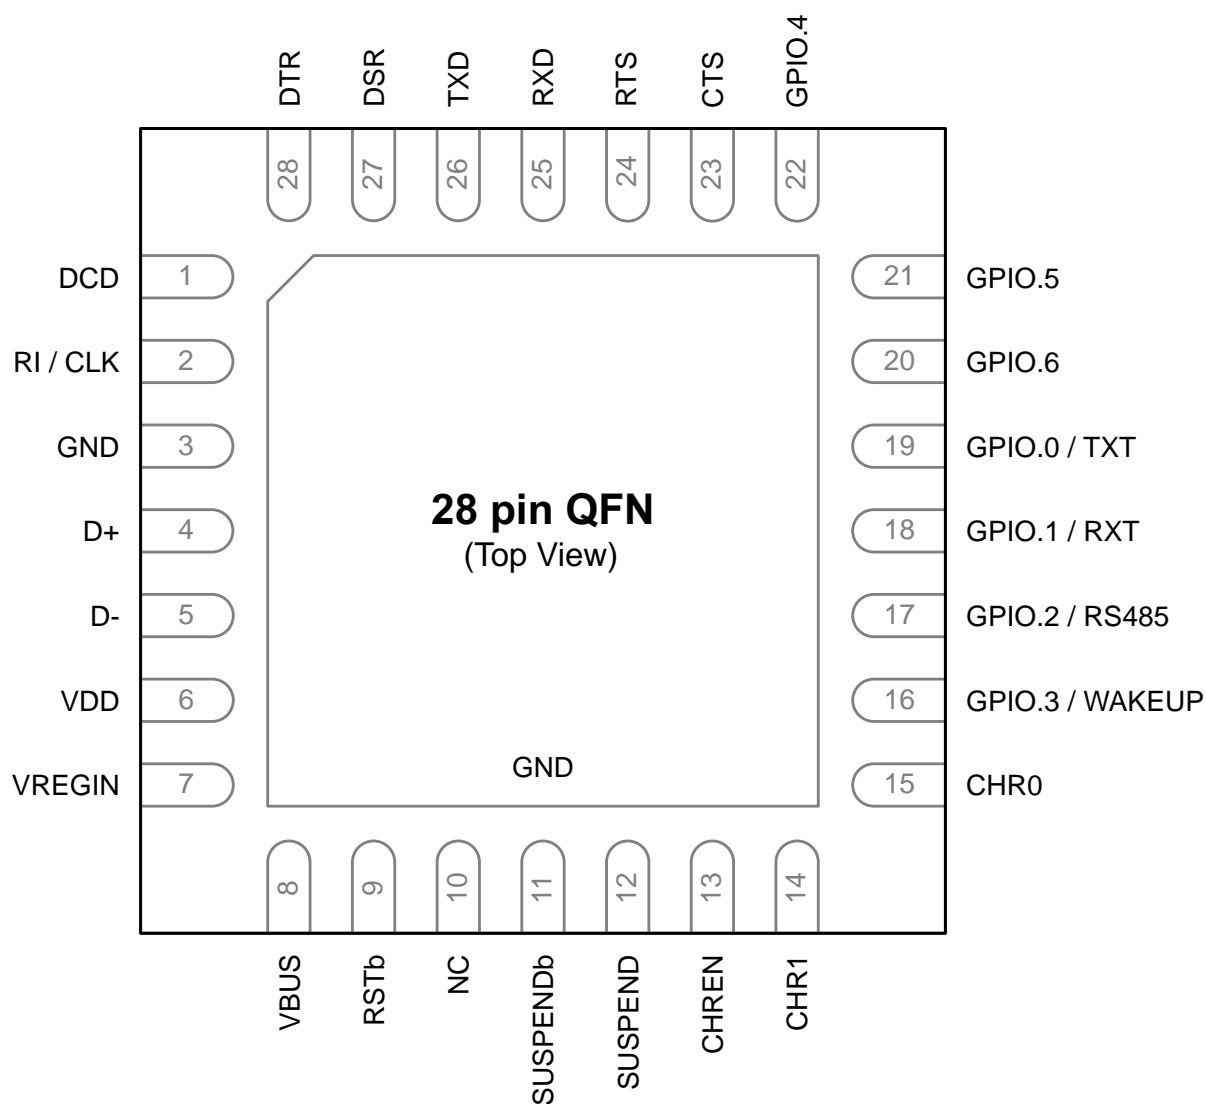 DTR
DSR
TXD
RXD
RTS
CTS
GPIO.4
28
27
26
25
24
23
22
DCD 1
21 GPIO.5
RI / CLK 2
20 GPIO.6
GND 3
19 GPIO.0 / TXT
D+ 4
18 GPIO.1 / RXT
D- 5
17 GPIO.2 / RS485
VDD 6
16 GPIO.3 / WAKEUP
VREGIN 7
15 CHR0
28 pin QFN
(Top View)
GND
8
9
10
11
12
13
14
VBUS
RSTb
NC
SUSPENDb
SUSPEND
CHREN
CHR1